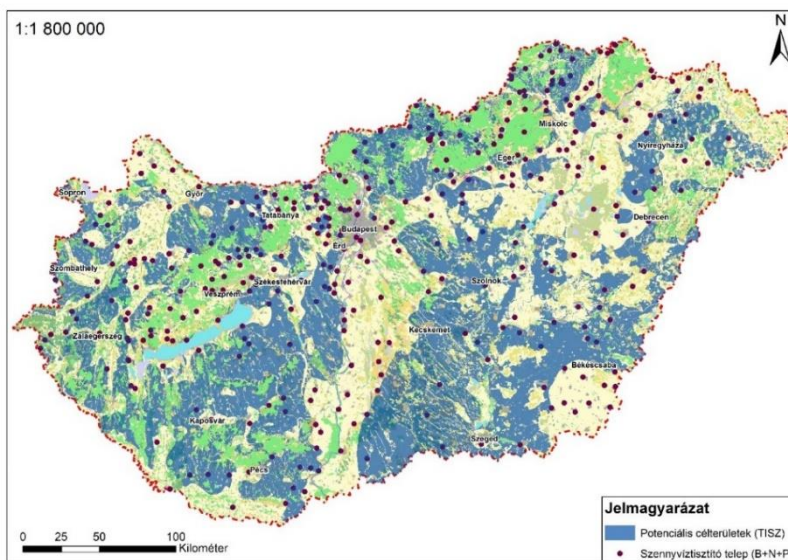 1:1 800 000
N
Miskolc
Nyíregyháza
Eger
Sopron
Győr
Tatabánya
Debrecen
Budapest
Érd
Szombathely
Székesfehérvár
Veszprém
Szolnok
Zalaegerszeg
Kecskemét
Békéscsaba
Kaposvár
Szeged
Pécs
Jelmagyarázat
Potenciális célterületek (TISZ)
Szennyvíztisztító telep (B+N+P
0 25 50 100
Kilométer